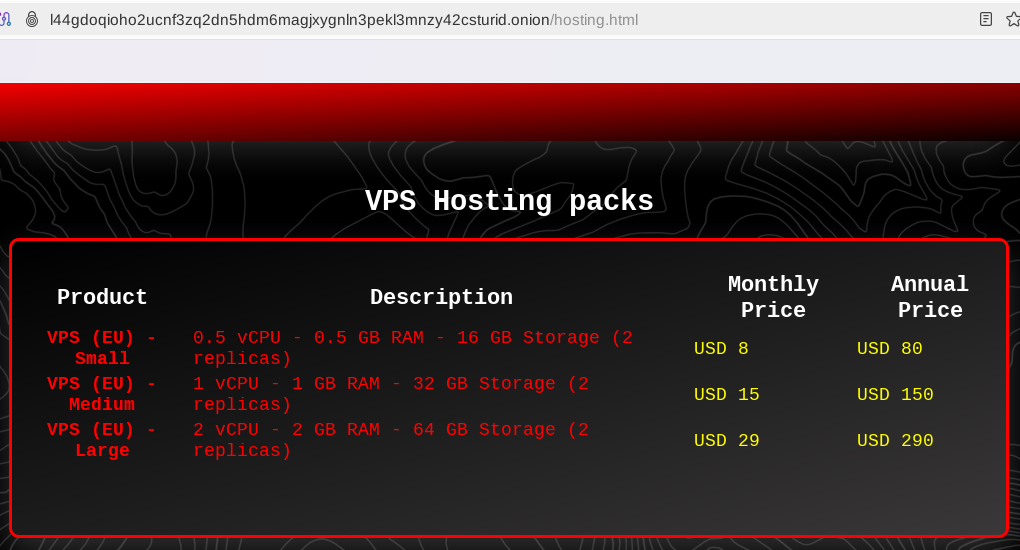 l44gdoqioho2ucnf3zq2dn5hdm6magjxygnln3pekl3mnzy42csturid.onion/hosting.html
VPS Hosting packs
Product Description Monthly Price Annual Price
VPS (EU) - Small 0.5 vCPU - 0.5 GB RAM - 16 GB Storage (2 replicas) USD 8 USD 80
VPS (EU) - Medium 1 vCPU - 1 GB RAM - 32 GB Storage (2 replicas) USD 15 USD 150
VPS (EU) - Large 2 vCPU - 2 GB RAM - 64 GB Storage (2 replicas) USD 29 USD 290